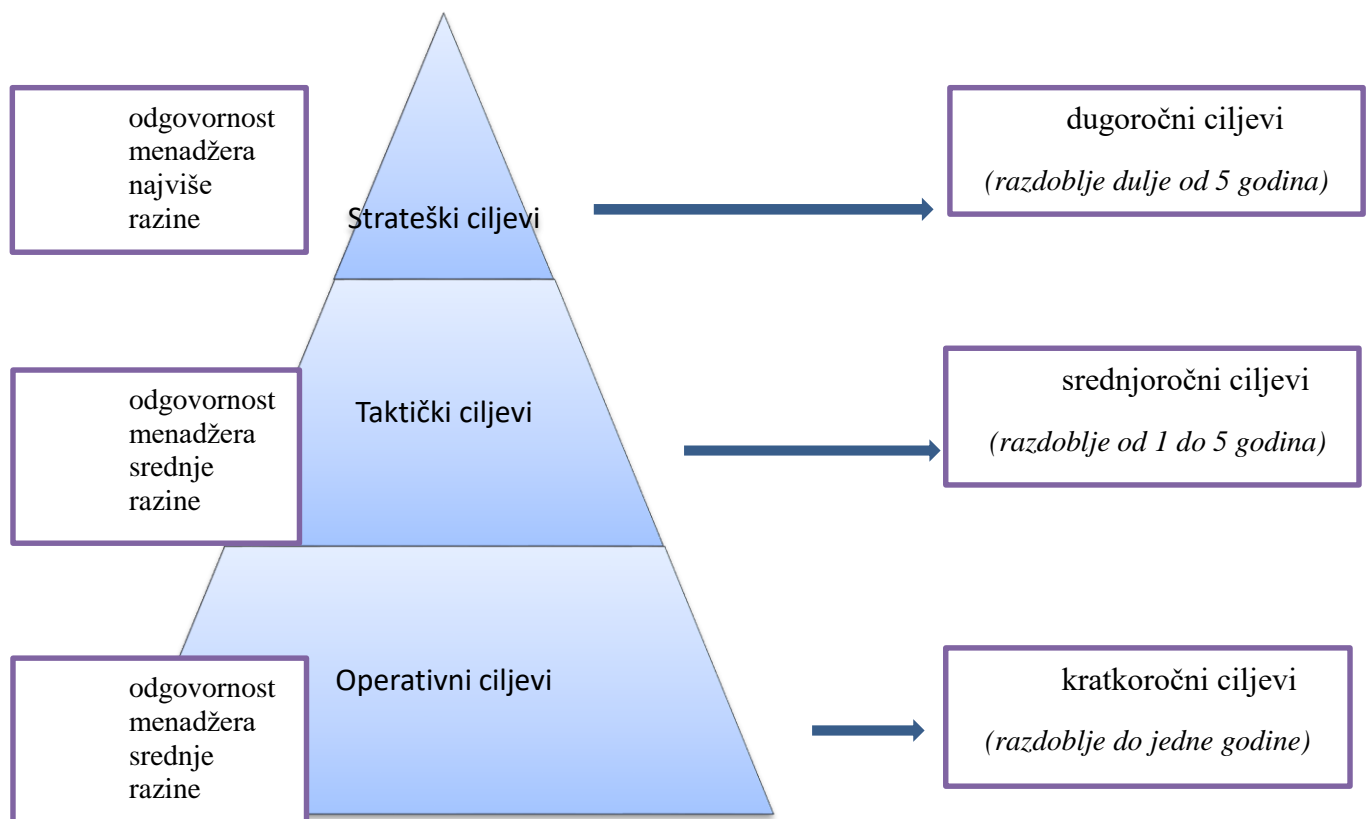 odgovornost
menadžera
najviše
razine
Strateški ciljevi
dugoročni ciljevi
(razdoblje dulje od 5 godina)
odgovornost
menadžera
srednje
razine
Taktički ciljevi
srednjoročni ciljevi
(razdoblje od 1 do 5 godina)
odgovornost
menadžera
srednje
razine
Operativni ciljevi
kratkoročni ciljevi
(razdoblje do jedne godine)